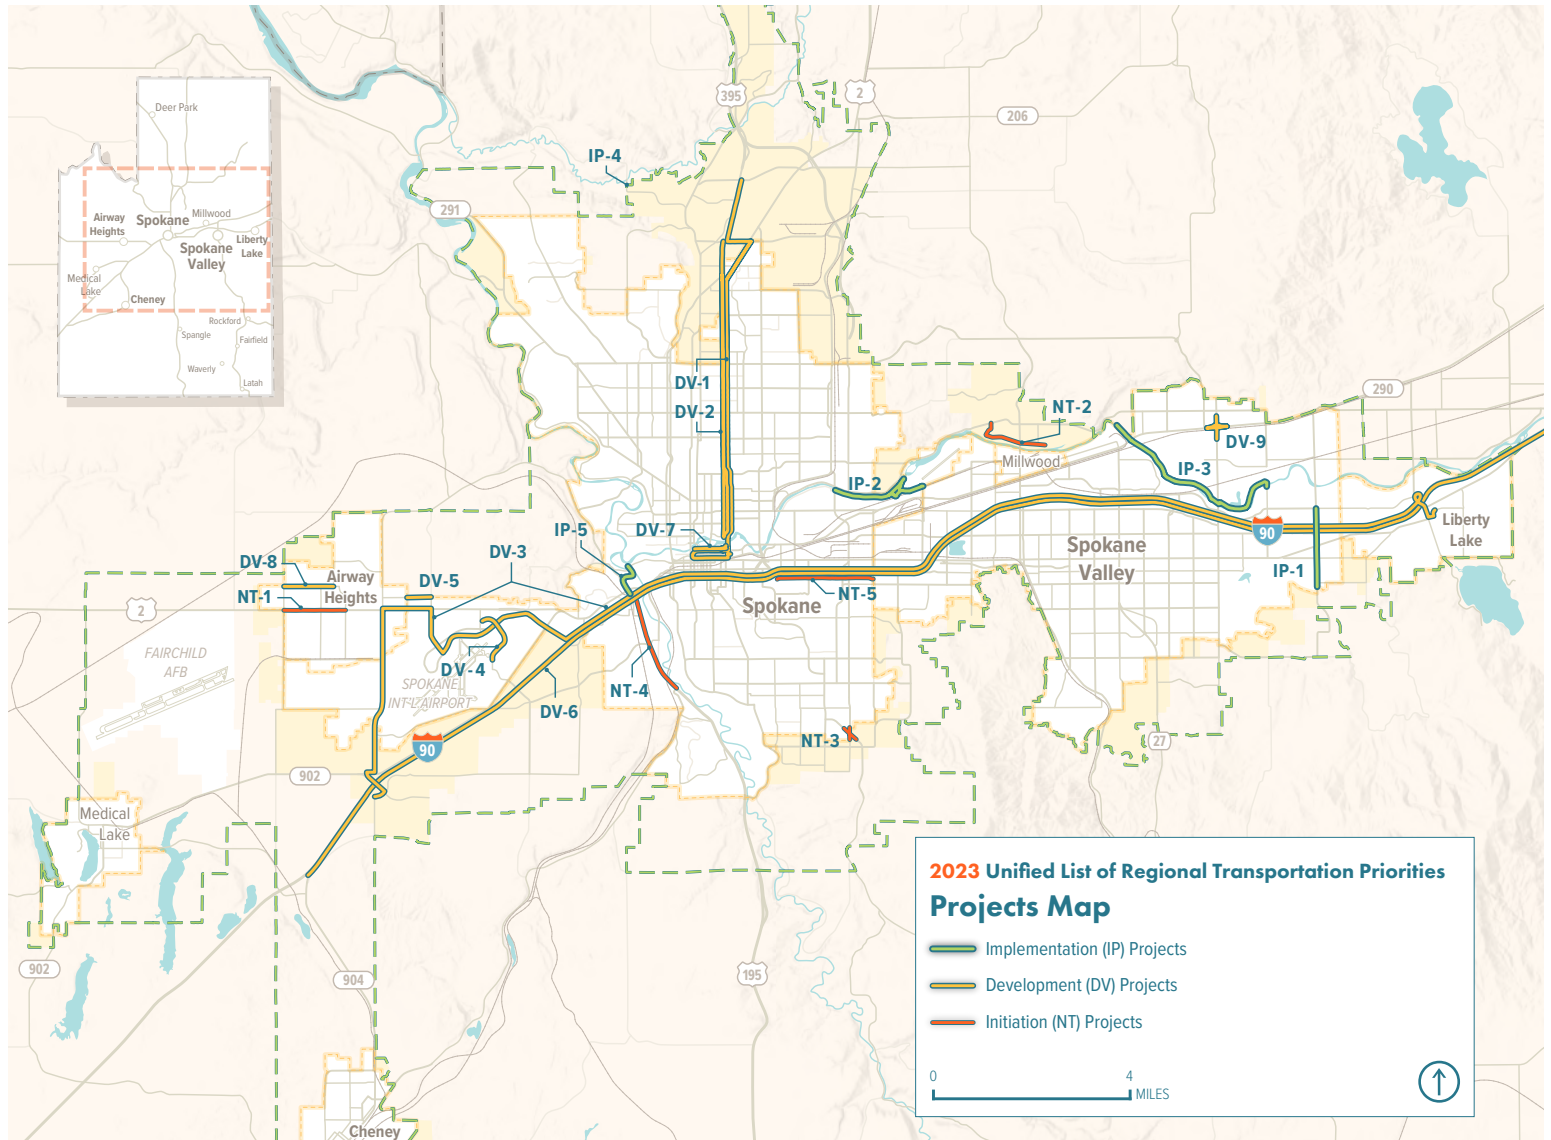 395
2
206
Deer Park
IP-4
291
Airway
Heights
Spokane
Millwood
Spokane
Valley
Liberty
Lake
Medical
Lake
Cheney
Rockford
Spangle
Fairfield
Waverly
Latah
DV-1
DV-2
290
NT-2
DV-9
Millwood
IP-3
IP-2
Liberty
Lake
IP-5
DV-7
90
Spokane
Valley
IP-1
DV-3
DV-8
Airway
Heights
DV-5
NT-1
2
NT-5
Spokane
FAIRCHILD
AFB
DV-4
SPOKANE
INT'L AIRPORT
NT-4
DV-6
NT-3
27
90
902
Medical
Lake
902
904
195
Cheney
2023 Unified List of Regional Transportation Priorities
Projects Map
Implementation (IP) Projects
Development (DV) Projects
Initiation (NT) Projects
0 4
MILES